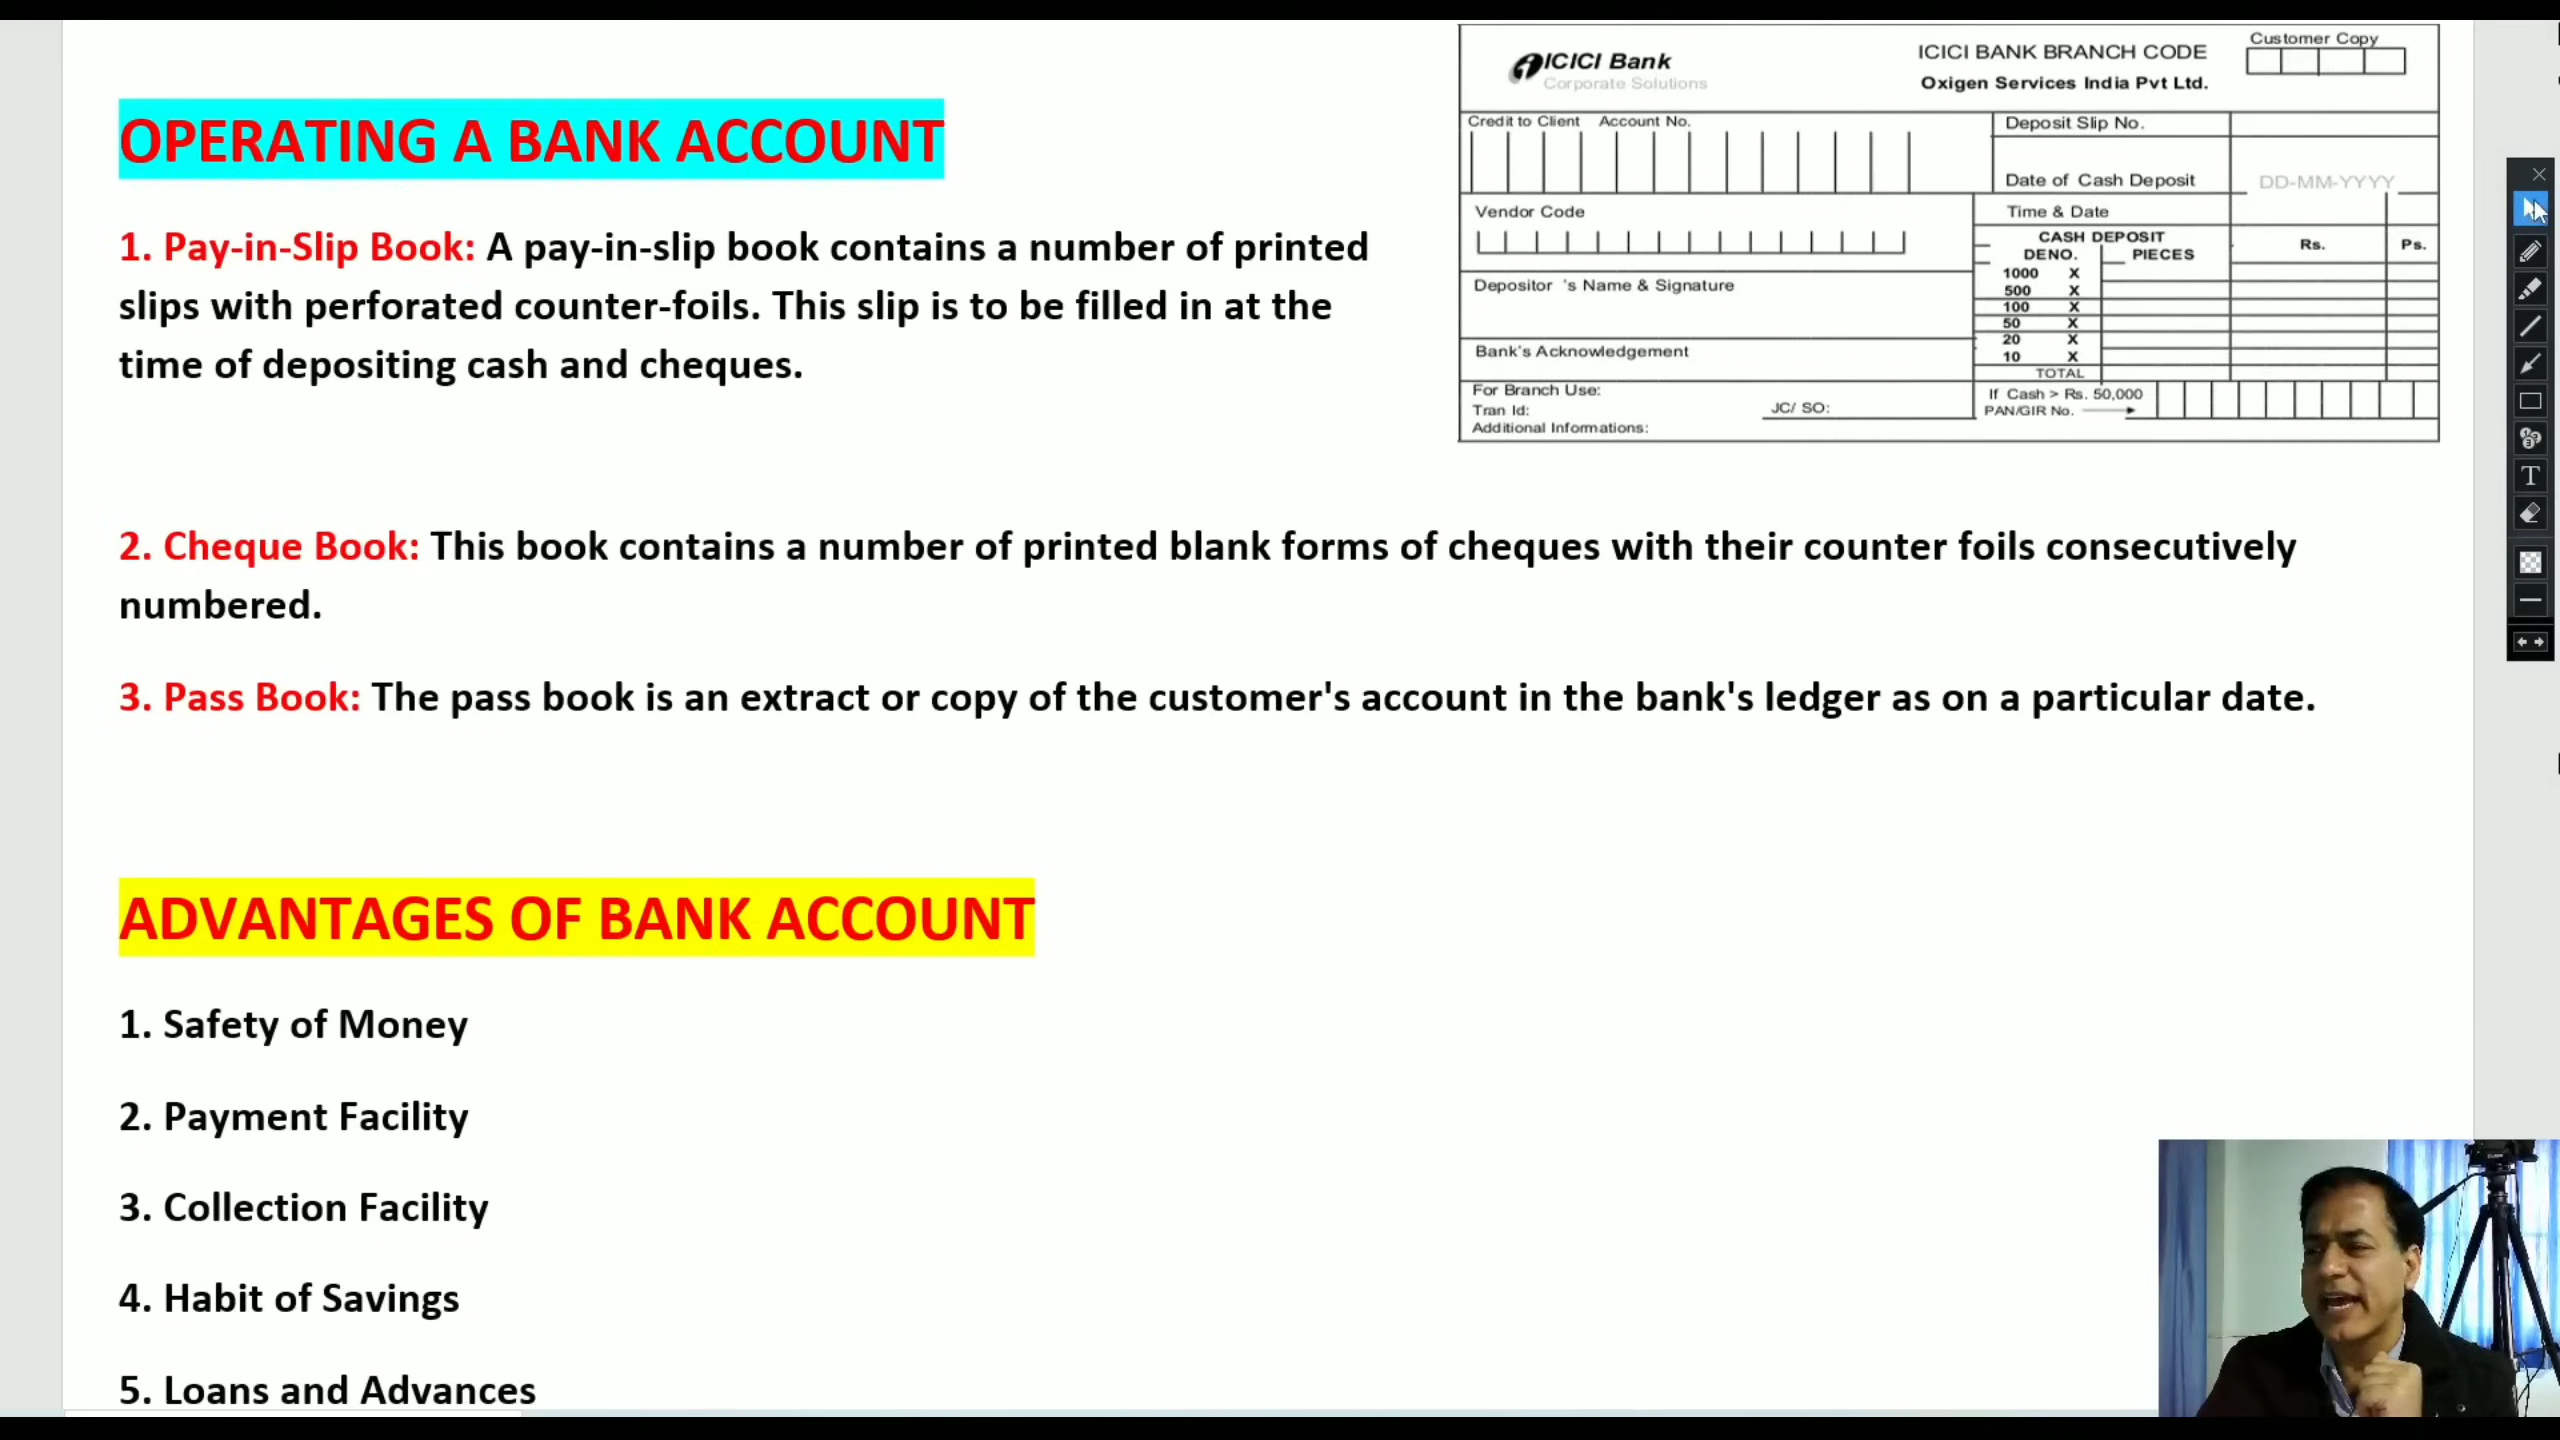 OPERATING A BANK ACCOUNT
1. Pay-in-Slip Book: A pay-in-slip book contains a number of printed
slips with perforated counter-foils. This slip is to be filled in at the
time of depositing cash and cheques.
ICICI Bank
Corporate Solutions
ICICI BANK BRANCH CODE
Oxigen Services India Pvt Ltd.
Customer Copy
Credit to Client Account No.
Deposit Slip No.
Date of Cash Deposit DD-MM-YYYY
Vendor Code
Time & Date
CASH DEPOSIT
DENO. PIECES
Rs. Ps.
1000 X
500 X
100 X
50 X
20 X
10 X
TOTAL
Depositor 's Name & Signature
Bank's Acknowledgement
For Branch Use:
Tran Id: JC/ SO:
Additional Informations:
If Cash > Rs. 50,000
PAN/GIR No.
2. Cheque Book: This book contains a number of printed blank forms of cheques with their counter foils consecutively
numbered.
3. Pass Book: The pass book is an extract or copy of the customer's account in the bank's ledger as on a particular date.
ADVANTAGES OF BANK ACCOUNT
1. Safety of Money
2. Payment Facility
3. Collection Facility
4. Habit of Savings
5. Loans and Advances
T